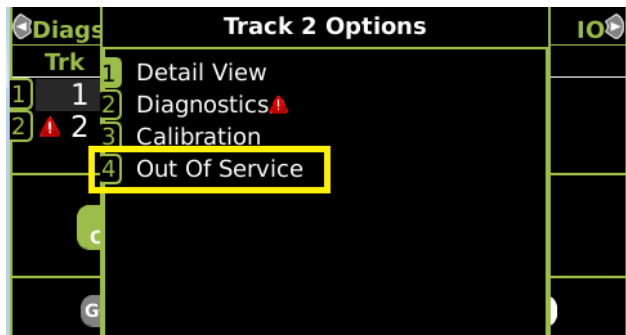 Diags
Track 2 Options
IO
Trk
1 1
2 2
1 Detail View
2 Diagnostics
3 Calibration
4 Out Of Service
G